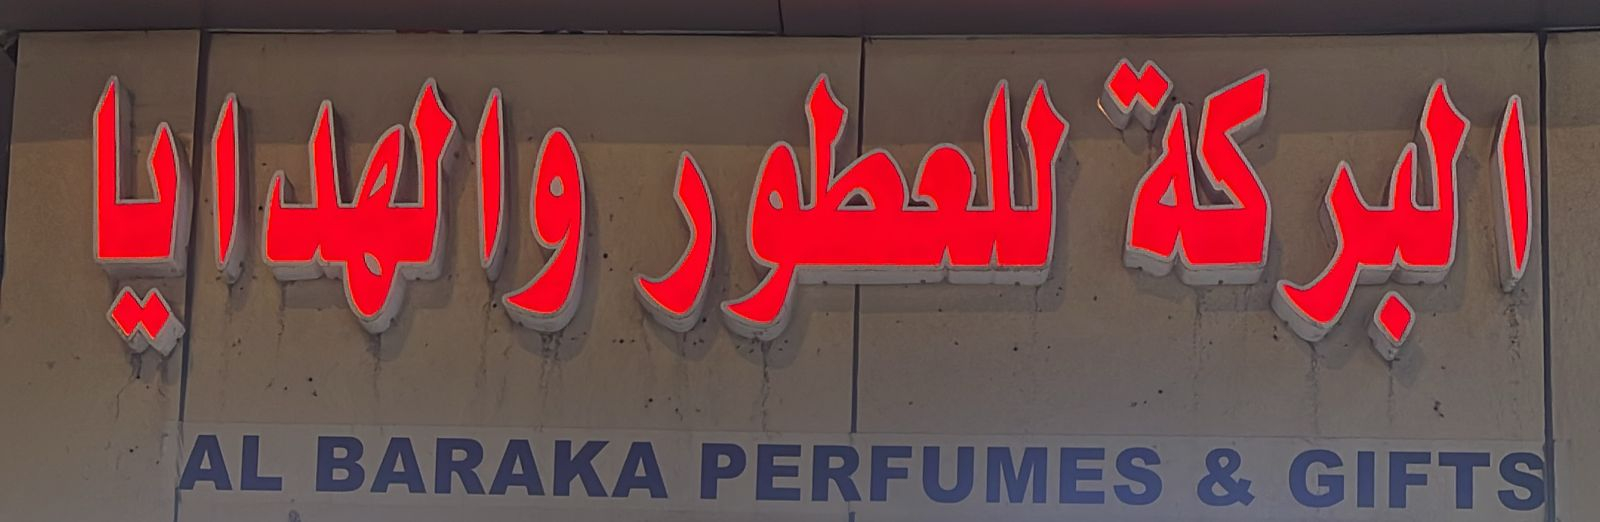 البركة للعطور والهدايا
AL BARAKA PERFUMES & GIFTS